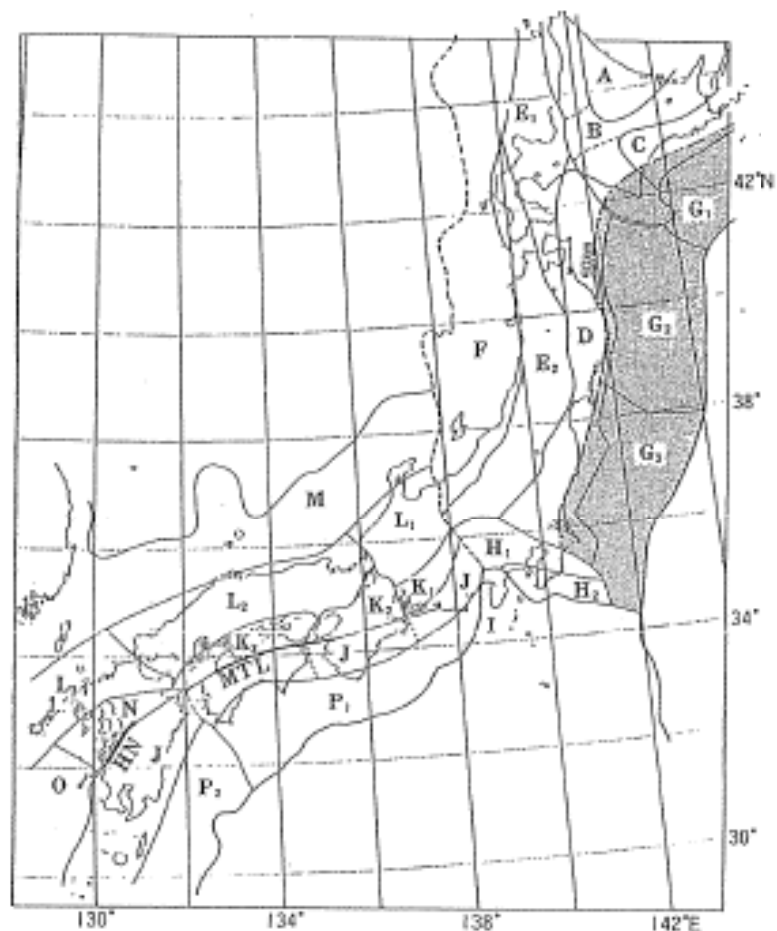 A
E₁
B
C
42°N
G₁
G₂
F
E₂
D
38°
G₃
M
L₁
H₁
K₁
J
K₂
H₂
L₂
I
34°
K₃
J
MTL
L
P₁
N
HN
J
O
P₂
30°
130°
134°
138°
142°E